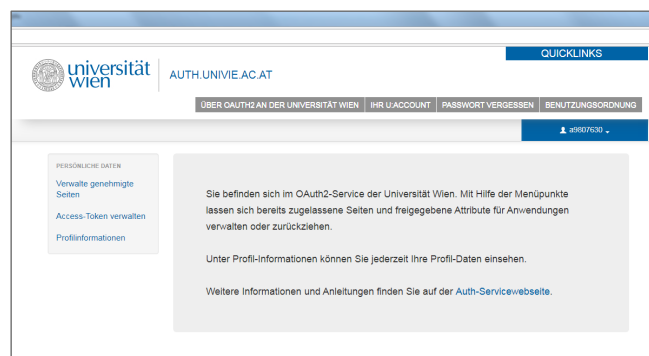 QUICKLINKS
universität
wien
AUTH.UNIVIE.AC.AT
ÜBER OAUTH2 AN DER UNIVERSITÄT WIEN IHR U:ACCOUNT PASSWORT VERGESSEN BENUTZUNGSORDNUNG
a9807630
PERSÖNLICHE DATEN
Verwalte genehmigte
Seiten
Access-Token verwalten
Profilinformationen
Sie befinden sich im OAuth2-Service der Universität Wien. Mit Hilfe der Menüpunkte
lassen sich bereits zugelassene Seiten und freigegebene Attribute für Anwendungen
verwalten oder zurückziehen.
Unter Profil-Informationen können Sie jederzeit Ihre Profil-Daten einsehen.
Weitere Informationen und Anleitungen finden Sie auf der Auth-Servicewebseite.